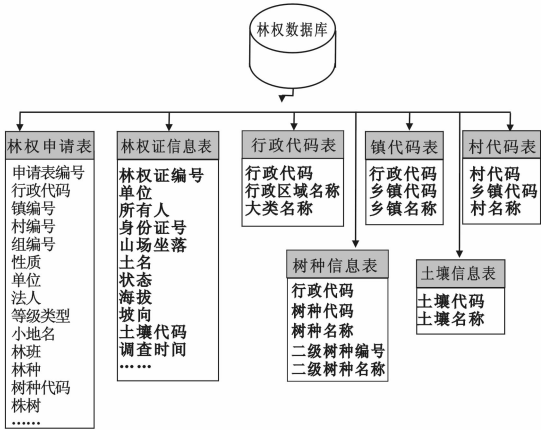 林权数据库
林权申请表
申请表编号
行政代码
镇编号
村编号
组编号
性质
单位
法人
等级类型
小地名
林班
林种
树种代码
株树
……
林权证信息表
林权证编号
单位
所有人
身份证号
山场坐落
土名
状态
海拔
坡向
土壤代码
调查时间
……
行政代码表
行政代码
行政区域名称
大类名称
镇代码表
行政代码
乡镇代码
乡镇名称
村代码表
村代码
乡镇代码
村名称
树种信息表
行政代码
树种代码
树种名称
二级树种编号
二级树种名称
土壤信息表
土壤代码
土壤名称